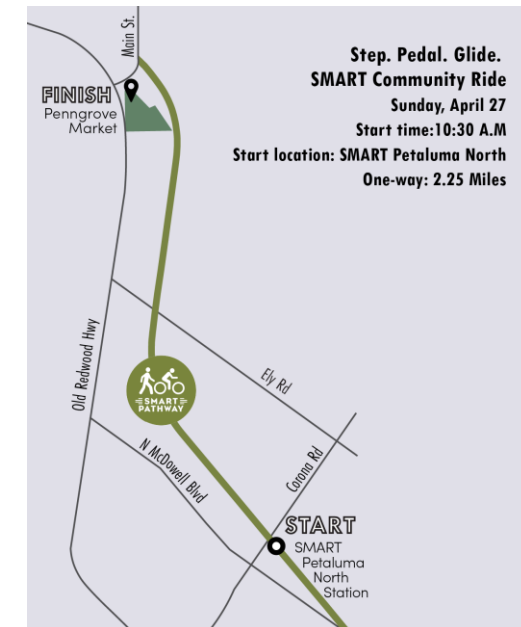 Main St.
Step. Pedal. Glide.
SMART Community Ride
Sunday, April 27
Start time:10:30 A.M
Start location: SMART Petaluma North
One-way: 2.25 Miles
FINISH
Penngrove
Market
Old Redwood Hwy
Ely Rd
SMART
PATHWAY
N McDowell Blvd
Corona Rd
START
SMART
Petaluma
North
Station